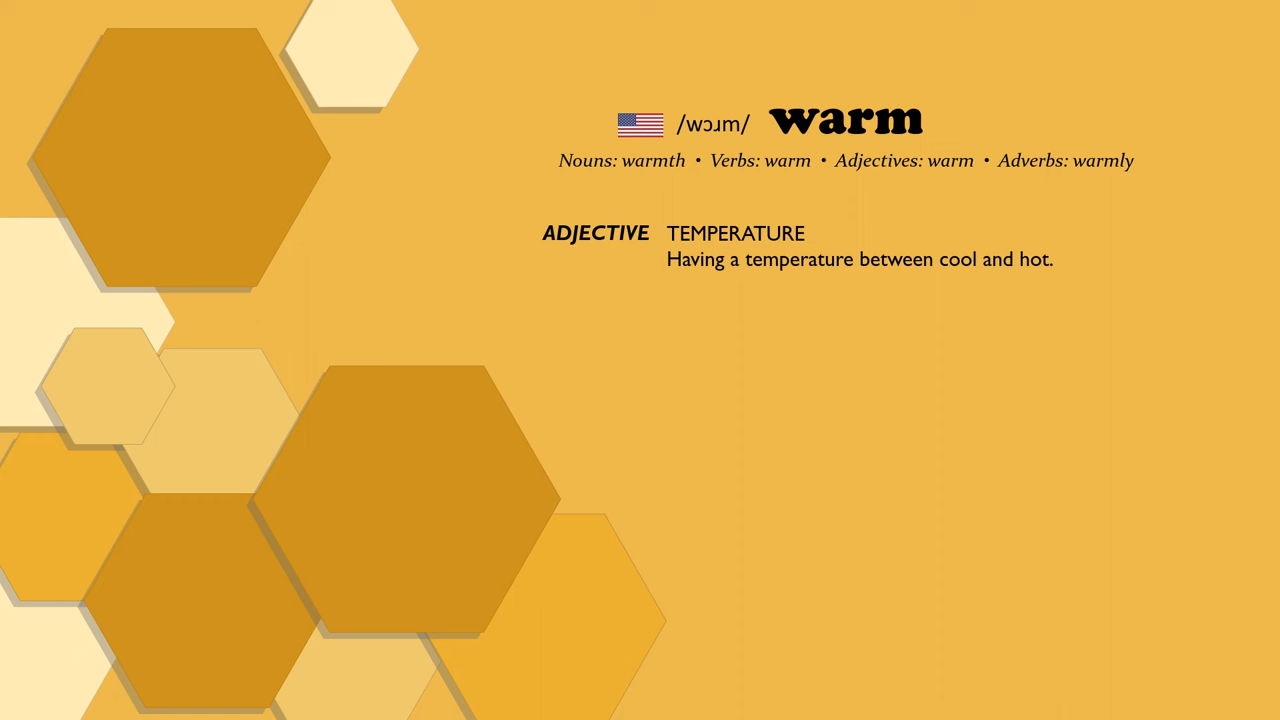 /wɔɹm/ warm
Nouns: warmth • Verbs: warm • Adjectives: warm • Adverbs: warmly
ADJECTIVE TEMPERATURE
Having a temperature between cool and hot.